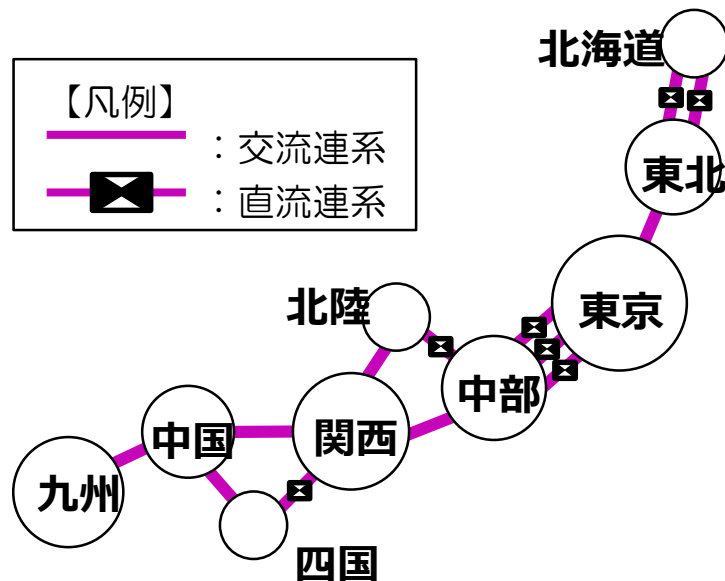 北海道
【凡例】
：交流連系
：直流連系
東北
北陸
東京
中部
中国
関西
九州
四国